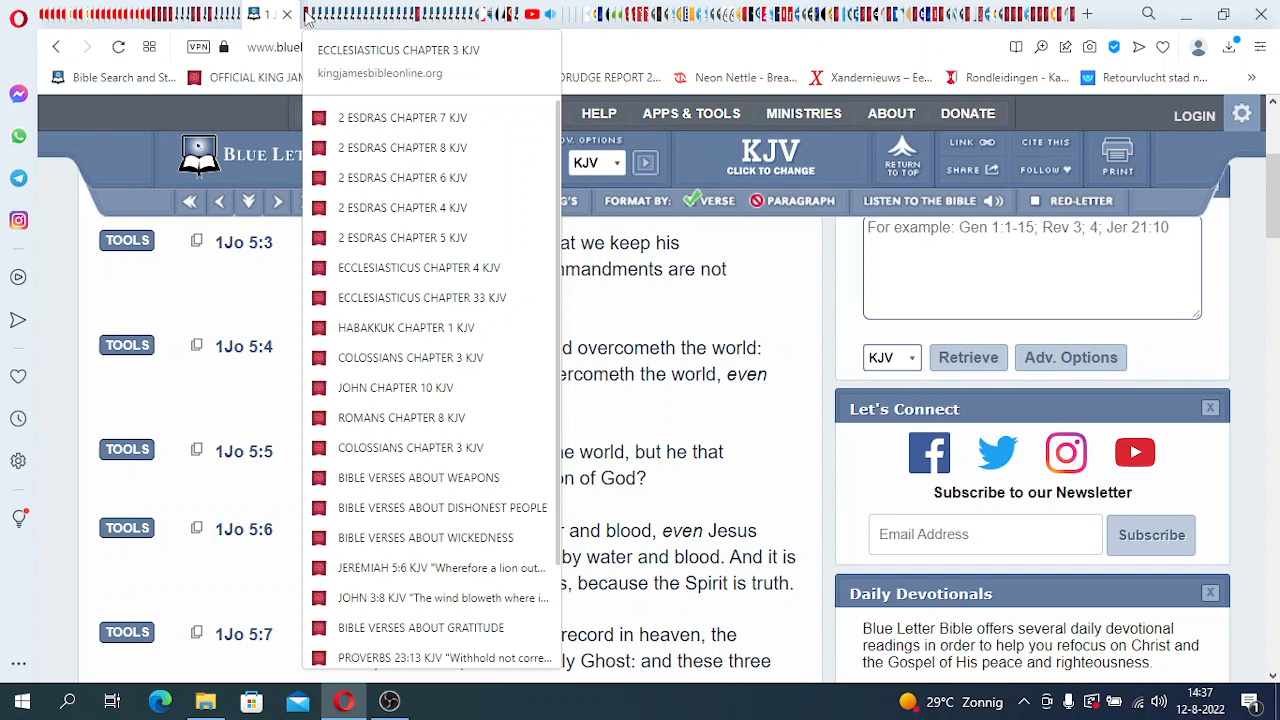 1 J
VPN
www.bluel
Bible Search and St...
OFFICIAL KING JAM
DRUDGE REPORT 2...
Neon Nettle - Brea...
Xandernieuws – Ee...
Rondleidingen - Ka...
Retourvlucht stad n...
»
ECCLESIASTICUS CHAPTER 3 KJV
kingjamesbibleonline.org
2 ESDRAS CHAPTER 7 KJV
2 ESDRAS CHAPTER 8 KJV
2 ESDRAS CHAPTER 6 KJV
2 ESDRAS CHAPTER 4 KJV
2 ESDRAS CHAPTER 5 KJV
ECCLESIASTICUS CHAPTER 4 KJV
ECCLESIASTICUS CHAPTER 33 KJV
HABAKKUK CHAPTER 1 KJV
COLOSSIANS CHAPTER 3 KJV
JOHN CHAPTER 10 KJV
ROMANS CHAPTER 8 KJV
COLOSSIANS CHAPTER 3 KJV
BIBLE VERSES ABOUT WEAPONS
BIBLE VERSES ABOUT DISHONEST PEOPLE
BIBLE VERSES ABOUT WICKEDNESS
JEREMIAH 5:6 KJV "Wherefore a lion out...
JOHN 3:8 KJV "The wind bloweth where i...
BIBLE VERSES ABOUT GRATITUDE
PROVERBS 23:13 KJV "Withhold not corre...
HELP APPS & TOOLS MINISTRIES ABOUT DONATE
LOGIN
BLUE LET
ADV. OPTIONS
KJV
KJV
CLICK TO CHANGE
RETURN
TO TOP
LINK
CITE THIS
SHARE
FOLLOW
PRINT
G'S
FORMAT BY: VERSE PARAGRAPH
LISTEN TO THE BIBLE
RED-LETTER
TOOLS 1Jo 5:3 at we keep his
mmandments are not
TOOLS 1Jo 5:4 d overcometh the world:
ercometh the world, even
TOOLS 1Jo 5:5 he world, but he that
on of God?
TOOLS 1Jo 5:6 r and blood, even Jesus
by water and blood. And it is
s, because the Spirit is truth.
TOOLS 1Jo 5:7 record in heaven, the
ly Ghost: and these three
For example: Gen 1:1-15; Rev 3; 4; Jer 21:10
KJV Retrieve Adv. Options
Let's Connect X
Subscribe to our Newsletter
Email Address Subscribe
Daily Devotionals X
Blue Letter Bible offers several daily devotional
readings in order to help you refocus on Christ and
the Gospel of His peace and righteousness.
29°C Zonnig
14:37
12-8-2022
1